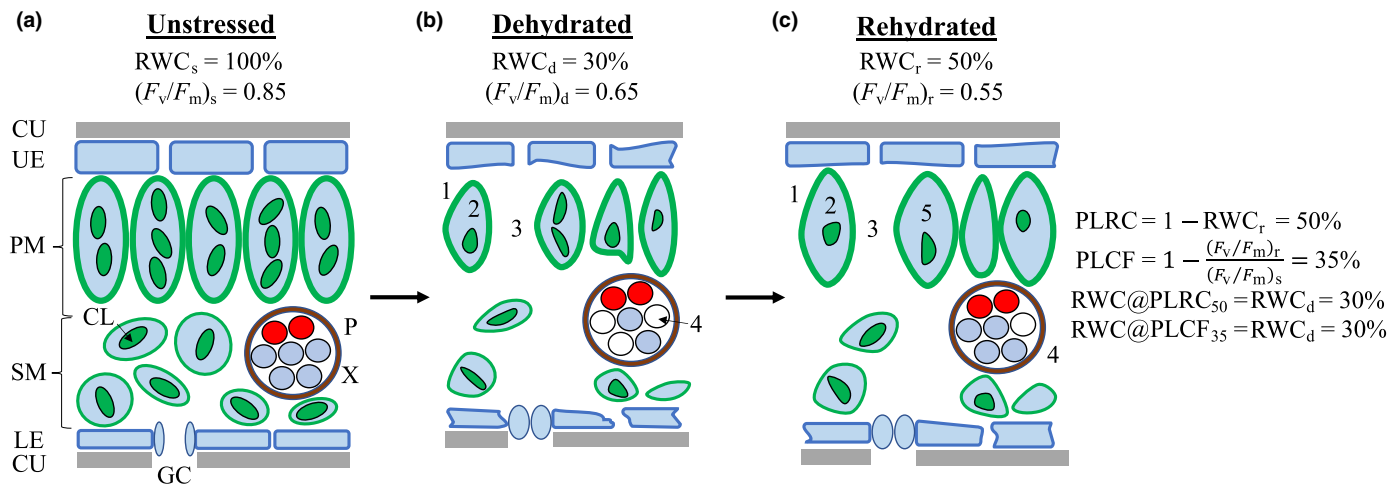 (a) Unstressed
RWCs = 100%
(Fv/Fm)s = 0.85
CU
UE
PM
CL
P
X
SM
LE
CU
GC
(b) Dehydrated
RWCd = 30%
(Fv/Fm)d = 0.65
1
2
3
4
(c) Rehydrated
RWCr = 50%
(Fv/Fm)r = 0.55
1
2
3
5
4
PLRC = 1 − RWCr = 50%
PLCF = 1 − (Fv/Fm)r / (Fv/Fm)s = 35%
RWC@PLRC50 = RWCd = 30%
RWC@PLCF35 = RWCd = 30%